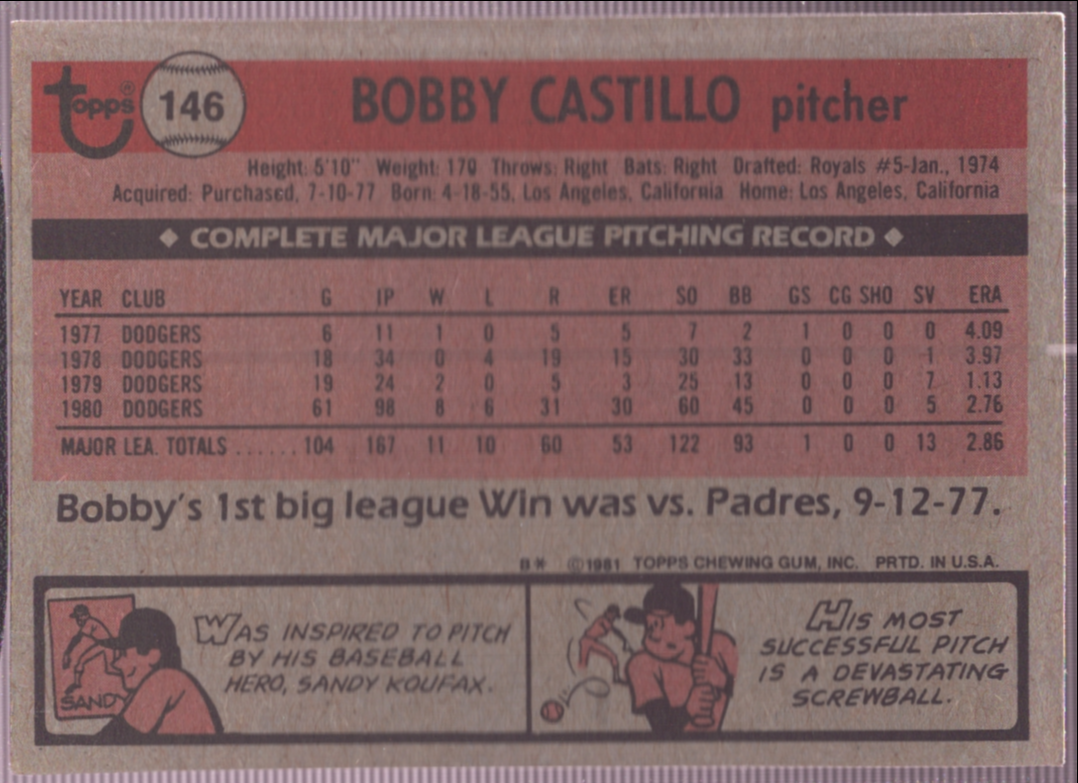 Topps® 146 BOBBY CASTILLO pitcher
Height: 5'10" Weight: 170 Throws: Right Bats: Right Drafted: Royals #5-Jan., 1974
Acquired: Purchased, 7-10-77 Born: 4-18-55, Los Angeles, California Home: Los Angeles, California
◆ COMPLETE MAJOR LEAGUE PITCHING RECORD ◆
YEAR CLUB G IP W L R ER SO BB GS CG SHO SV ERA
1977 DODGERS 6 11 1 0 5 5 7 2 1 0 0 0 4.09
1978 DODGERS 18 34 0 4 19 15 30 33 0 0 0 1 3.97
1979 DODGERS 19 24 2 0 5 3 25 13 0 0 0 7 1.13
1980 DODGERS 61 98 8 6 31 30 60 45 0 0 0 5 2.76
MAJOR LEA. TOTALS ...... 104 167 11 10 60 53 122 93 1 0 0 13 2.86
Bobby's 1st big league Win was vs. Padres, 9-12-77.
B* ©1981 TOPPS CHEWING GUM, INC. PRTD. IN U.S.A.
WAS INSPIRED TO PITCH
BY HIS BASEBALL
HERO, SANDY KOUFAX.
SANDY
HIS MOST
SUCCESSFUL PITCH
IS A DEVASTATING
SCREWBALL.